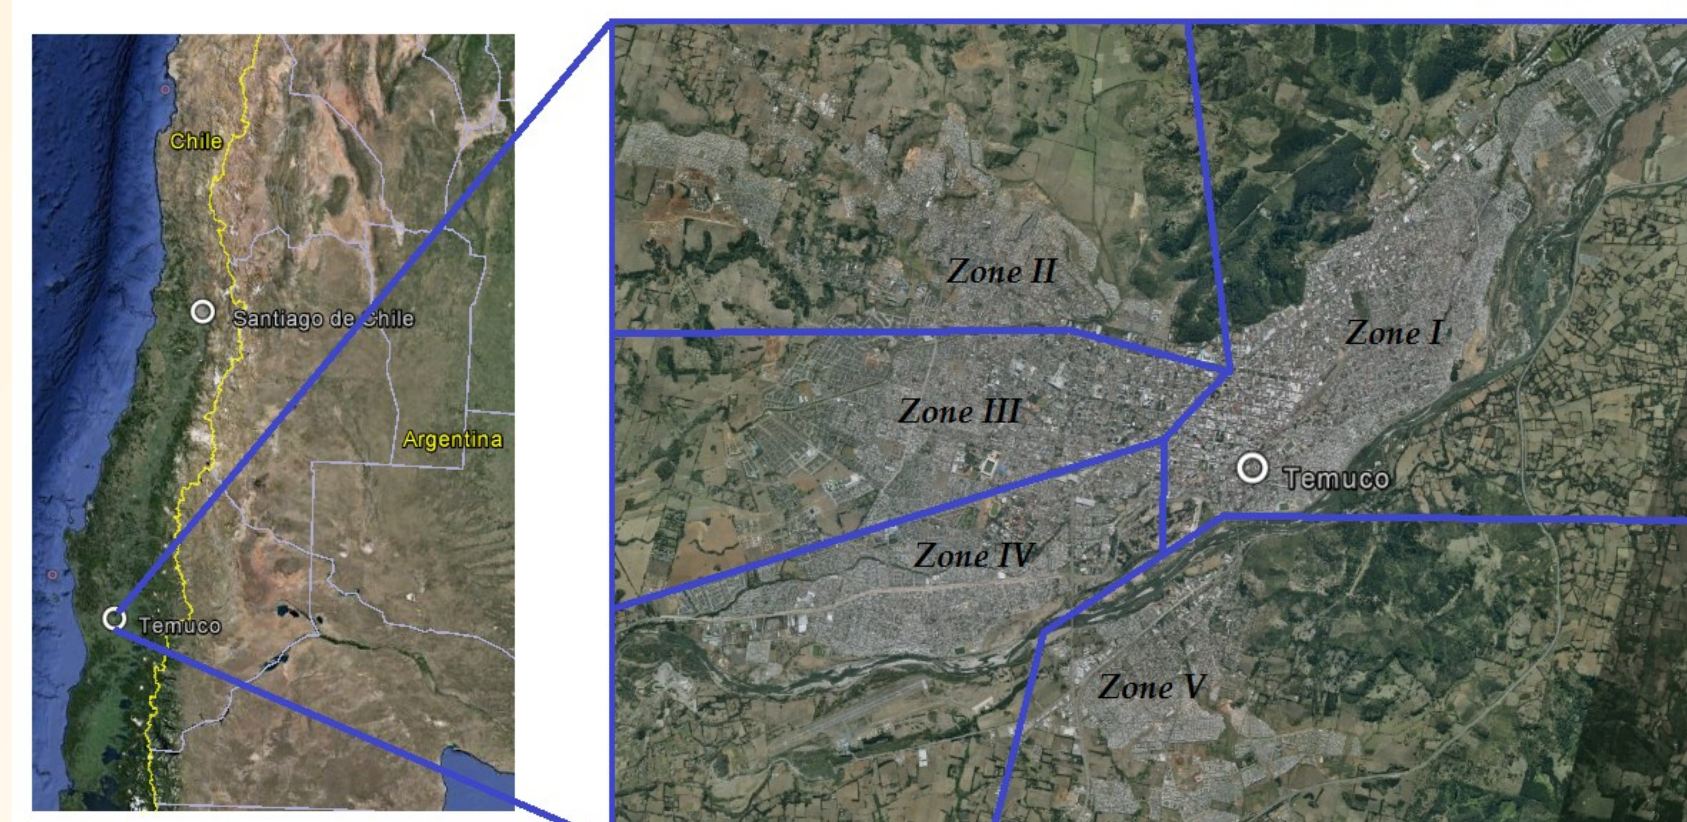 Chile
Santiago de Chile
Argentina
Temuco
Zone II
Zone I
Zone III
Temuco
Zone IV
Zone V